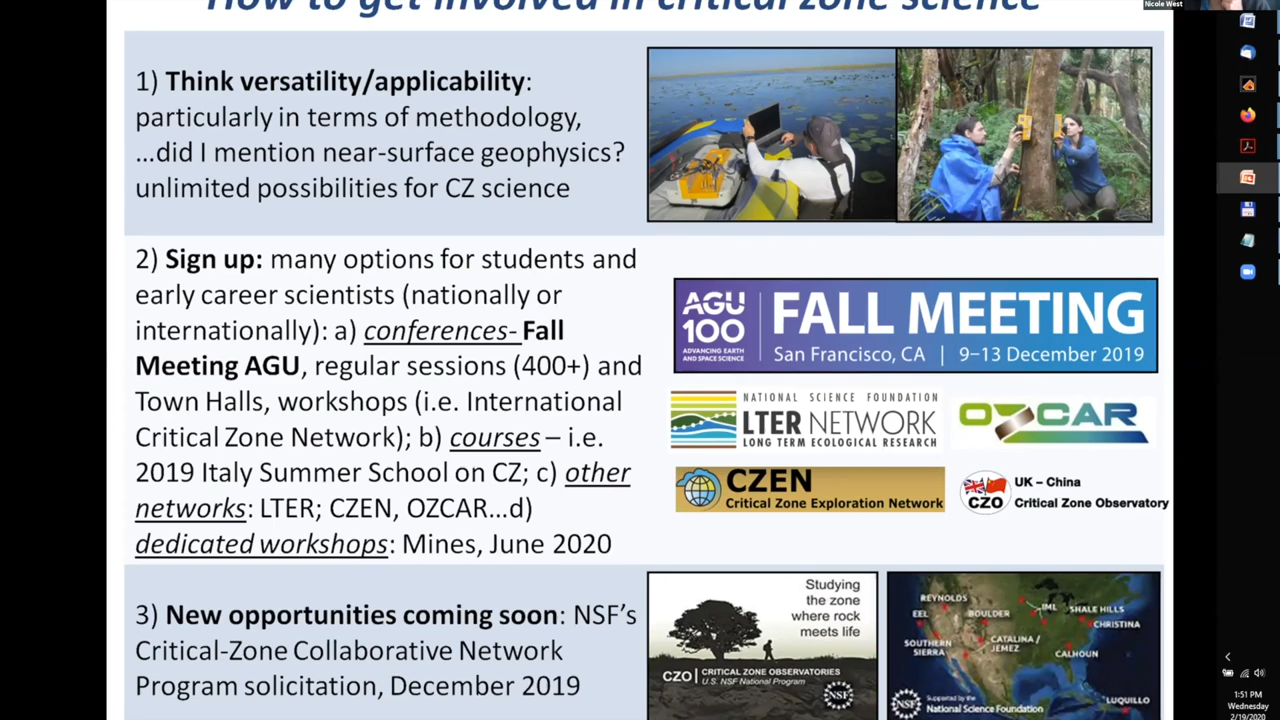 How to get involved in critical zone science
Nicole West
1) Think versatility/applicability:
particularly in terms of methodology,
...did I mention near-surface geophysics?
unlimited possibilities for CZ science
2) Sign up: many options for students and
early career scientists (nationally or
internationally): a) conferences- Fall
Meeting AGU, regular sessions (400+) and
Town Halls, workshops (i.e. International
Critical Zone Network); b) courses – i.e.
2019 Italy Summer School on CZ; c) other
networks: LTER; CZEN, OZCAR...d)
dedicated workshops: Mines, June 2020
AGU
100
ADVANCING EARTH
AND SPACE SCIENCE
FALL MEETING
San Francisco, CA | 9–13 December 2019
NATIONAL SCIENCE FOUNDATION
LTER NETWORK
LONG TERM ECOLOGICAL RESEARCH
OZCAR
CZEN
Critical Zone Exploration Network
CZO
UK – China
Critical Zone Observatory
3) New opportunities coming soon: NSF's
Critical-Zone Collaborative Network
Program solicitation, December 2019
Studying
the zone
where rock
meets life
CZO | CRITICAL ZONE OBSERVATORIES
U.S. NSF National Program
NSF
REYNOLDS
EEL
BOULDER
IML
SHALE HILLS
CHRISTINA
SOUTHERN
SIERRA
CATALINA /
JEMEZ
CALHOUN
LUQUILLO
NSF
Supported by the
National Science Foundation
1:51 PM
Wednesday
2/19/2020